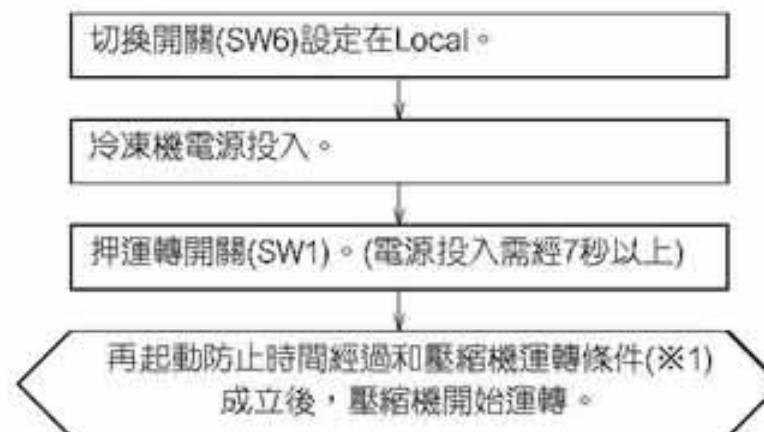 切換開關(SW6)設定在Local。
冷凍機電源投入。
押運轉開關(SW1)。(電源投入需經7秒以上)
再起動防止時間經過和壓縮機運轉條件(※1)
成立後，壓縮機開始運轉。